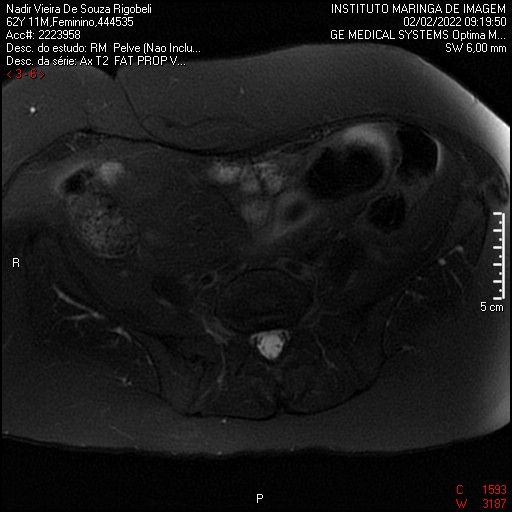 Nadir Vieira De Souza Rigobeli
62Y 11M,Feminino,444535
Acc#: 2223958
Desc. do estudo: RM Pelve (Nao Inclu...
Desc. da série: Ax T2 FAT PROP V...
< 3 - 6 >
INSTITUTO MARINGA DE IMAGEM
02/02/2022 09:19:50
GE MEDICAL SYSTEMS Optima M...
SW 6,00 mm
R
5 cm
P
C 1593
W 3187